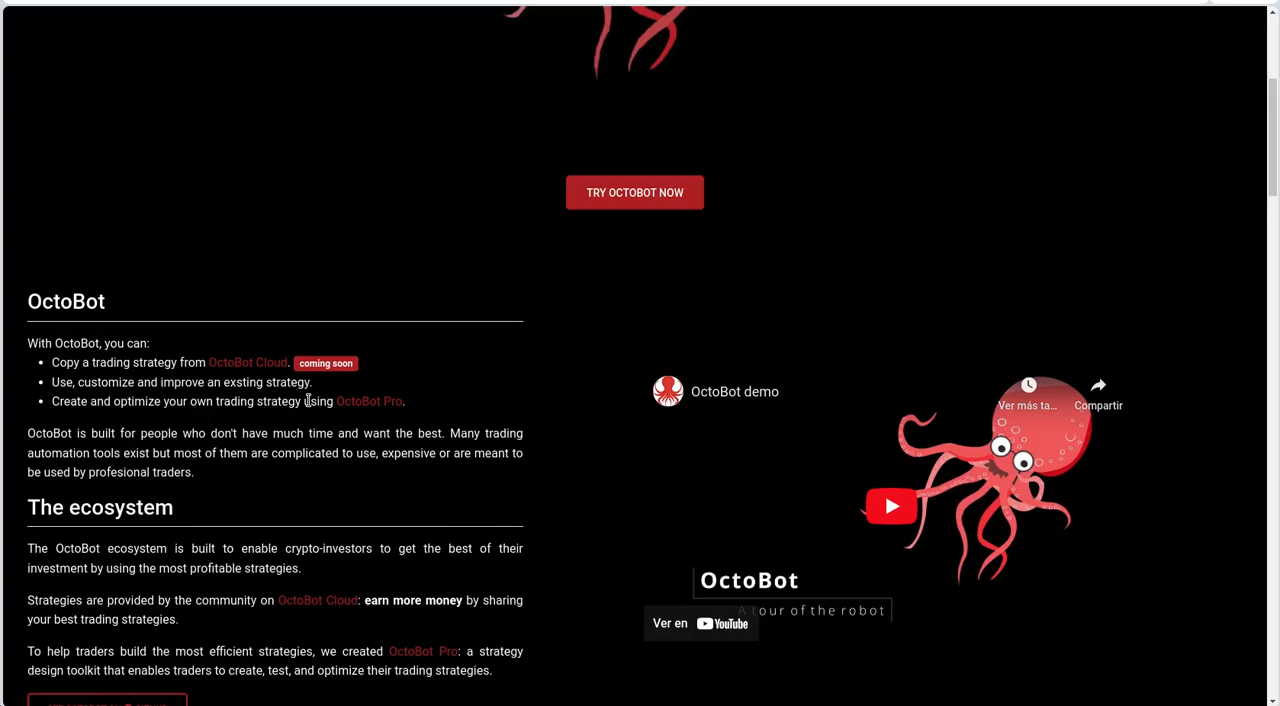 TRY OCTOBOT NOW
OctoBot
With OctoBot, you can:
Copy a trading strategy from OctoBot Cloud. coming soon
Use, customize and improve an exsting strategy.
Create and optimize your own trading strategy using OctoBot Pro.
OctoBot is built for people who don't have much time and want the best. Many trading
automation tools exist but most of them are complicated to use, expensive or are meant to
be used by profesional traders.
The ecosystem
The OctoBot ecosystem is built to enable crypto-investors to get the best of their
investment by using the most profitable strategies.
Strategies are provided by the community on OctoBot Cloud: earn more money by sharing
your best trading strategies.
To help traders build the most efficient strategies, we created OctoBot Pro: a strategy
design toolkit that enables traders to create, test, and optimize their trading strategies.
OctoBot demo
Ver más ta...
Compartir
OctoBot
A tour of the robot
Ver en YouTube